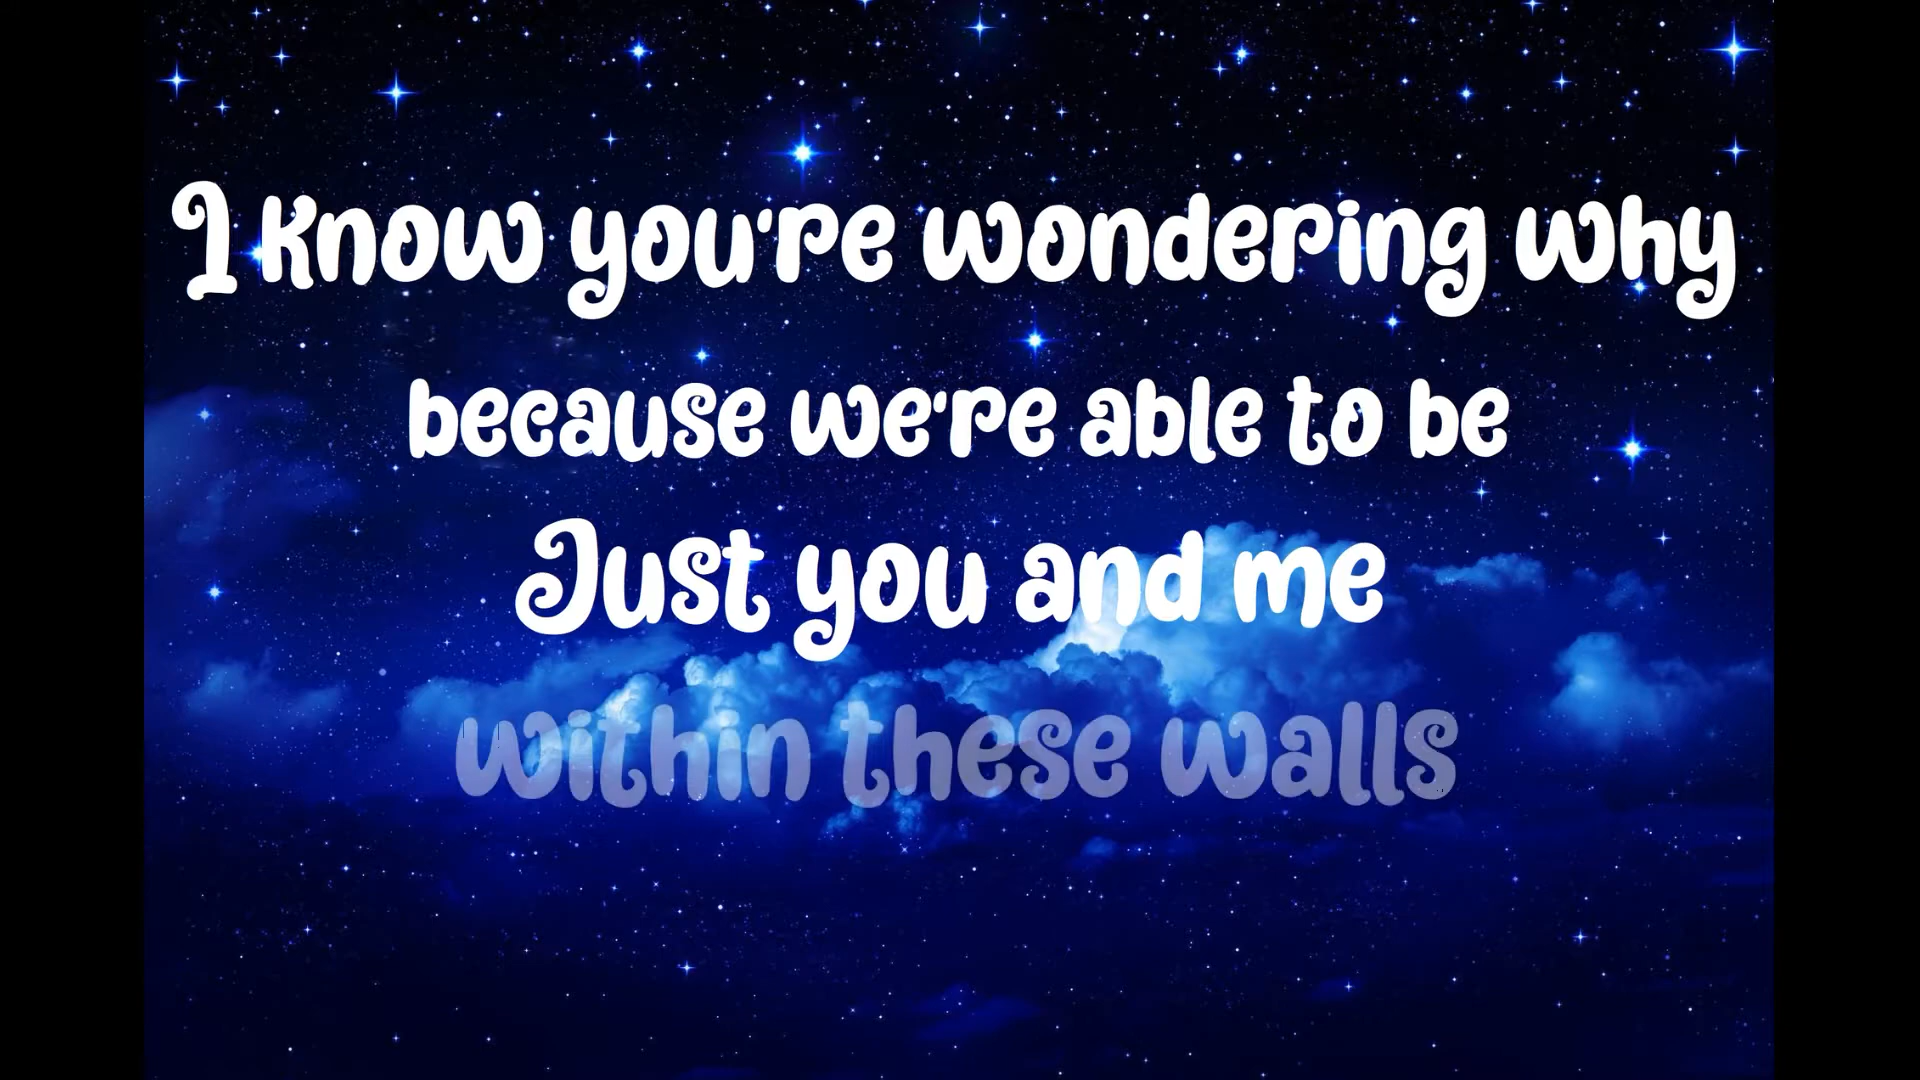 I know you're wondering why
because we're able to be
Just you and me
within these walls